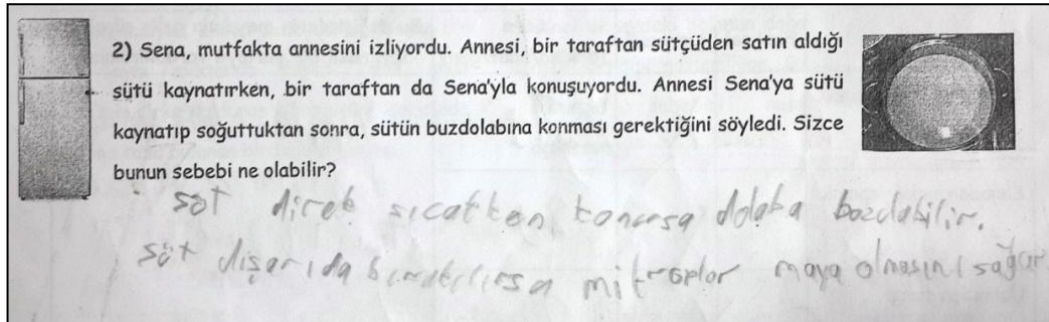 2) Sena, mutfakta annesini izliyordu. Annesi, bir taraftan sütçüden satın aldığı
sütü kaynatırken, bir taraftan da Sena'yla konuşuyordu. Annesi Sena'ya sütü
kaynatıp soğuttuktan sonra, sütün buzdolabına konması gerektiğini söyledi. Sizce
bunun sebebi ne olabilir?
süt direk sıcakken konursa dolaba bozulabilir.
süt dışarıda bırakılırsa mikroplar maya olmasını sağlar